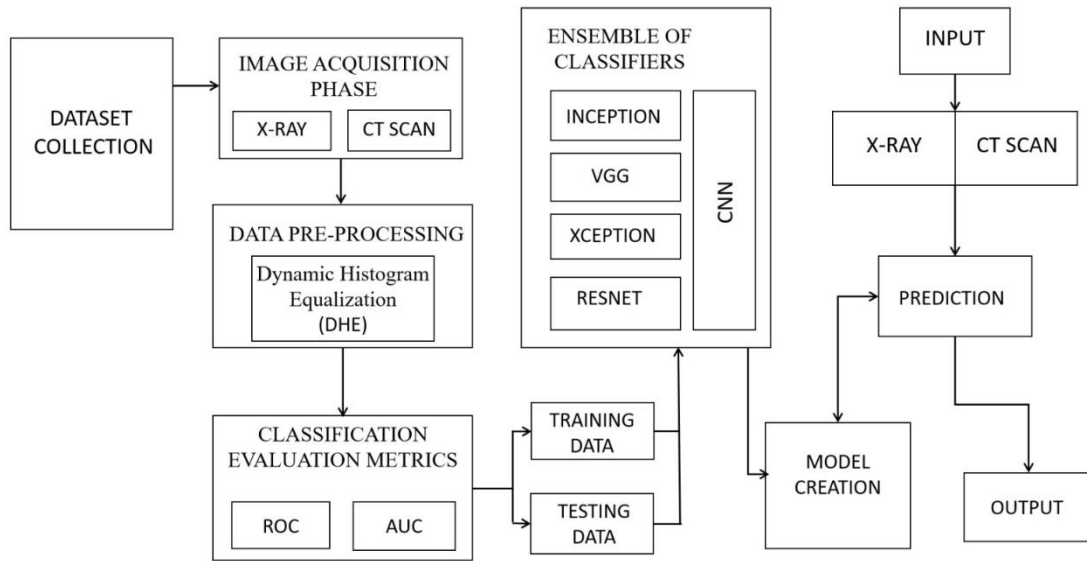 DATASET
COLLECTION
IMAGE ACQUISITION
PHASE
X-RAY
CT SCAN
DATA PRE-PROCESSING
Dynamic Histogram
Equalization
(DHE)
CLASSIFICATION
EVALUATION METRICS
ROC
AUC
TRAINING
DATA
TESTING
DATA
ENSEMBLE OF
CLASSIFIERS
INCEPTION
VGG
XCEPTION
RESNET
CNN
MODEL
CREATION
INPUT
X-RAY
CT SCAN
PREDICTION
OUTPUT